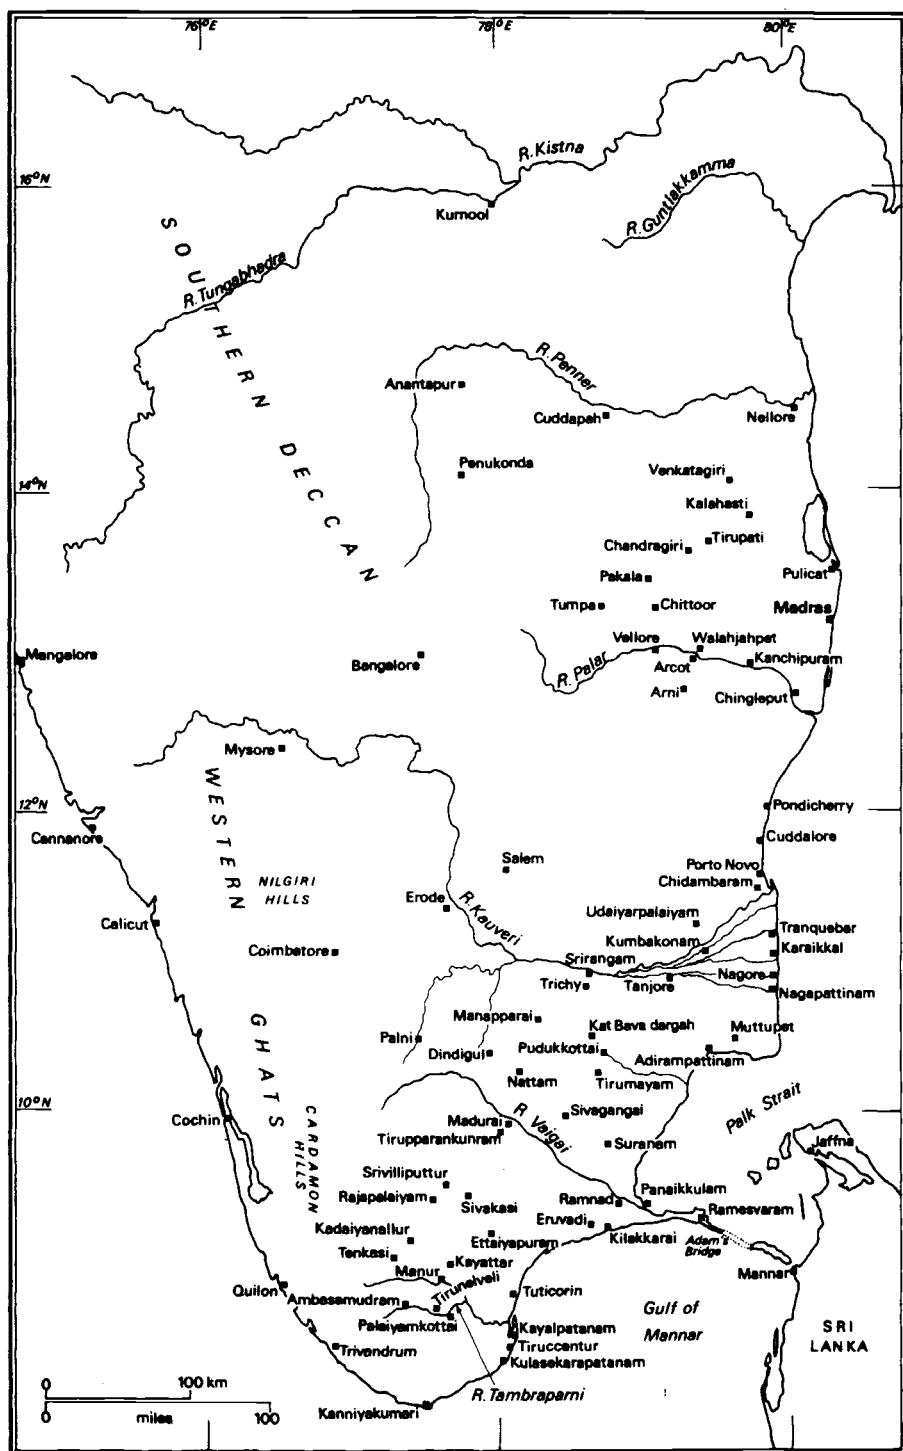 76°E 78°E 80°E
R. Kistna
16°N
Kurnool
R. Guntlakkamma
R. Tungabhadra
SOUTHERN DECCAN
R. Penner
Anantapur
Cuddapah
Nellore
Penukonda
Venkatagiri
14°N
Kalahasti
Tirupati
Chandragiri
Pakala
Pulicat
Tumpa
Chittoor
Madras
Vellore
Walahjahpet
Mangalore
Bangalore
R. Palar
Arcot
Kanchipuram
Arni
Chingleput
Mysore
WESTERN GHATS
12°N
Pondicherry
Cannanore
Cuddalore
Salem
Porto Novo
Chidambaram
NILGIRI
HILLS
Erode
R. Kauveri
Calicut
Udaiyarpalaiyam
Tranquebar
Coimbatore
Kumbakonam
Karaikkal
Srirangam
Trichy
Tanjore
Nagore
Nagapattinam
Manapparai
Kat Bava dargah
Muttupet
Palni
Dindigul
Pudukkottai
Adirampattinam
Nattam
Tirumayam
10°N
Cochin
CARDAMON
HILLS
R. Vaigai
Sivagangai
Palk Strait
Madurai
Tirupparankunram
Suranam
Jaffna
Srivilliputtur
Rajapalaiyam
Sivakasi
Ramnad
Panaikkulam
Ramesvaram
Kadaiyanallur
Ettaiyapuram
Eruvadi
Kilakkarai
Adam's
Bridge
Tenkasi
Kayattar
Manur
Mannar
Quilon
Ambasamudram
Tirunelveli
Tuticorin
Gulf of
Mannar
Palaiyamkottai
Kayalpatanam
SRI
LANKA
Trivandrum
Tiruccentur
Kulasekarapatanam
R. Tambraparni
Kanniyakumari
0 100 km
0 miles 100